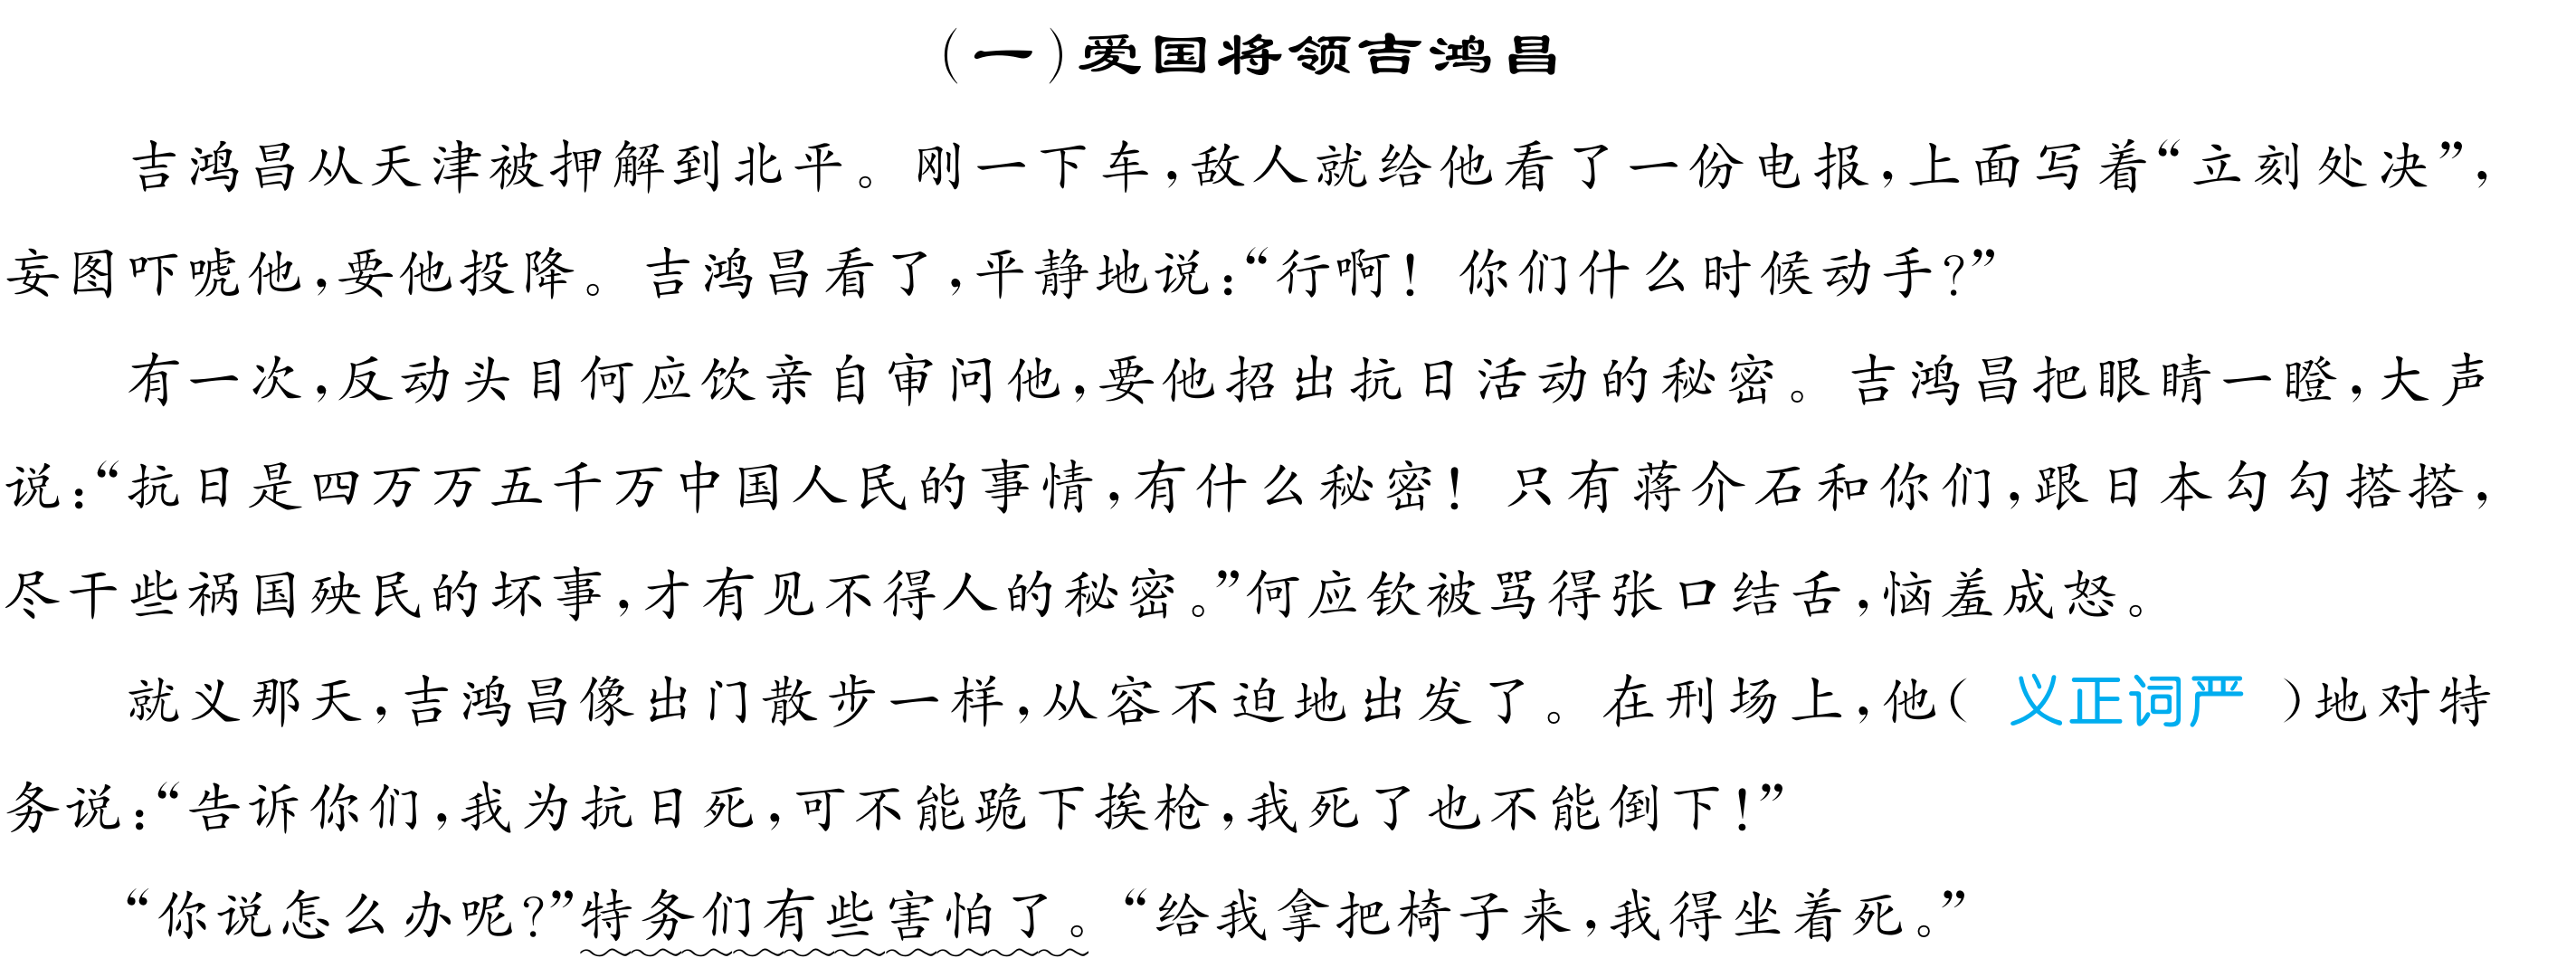 （一）爱国将领吉鸿昌
吉鸿昌从天津被押解到北平。刚一下车，敌人就给他看了一份电报，上面写着“立刻处决”，
妄图吓唬他，要他投降。吉鸿昌看了，平静地说：“行啊！你们什么时候动手？”
有一次，反动头目何应饮亲自审问他，要他招出抗日活动的秘密。吉鸿昌把眼睛一瞪，大声
说：“抗日是四万万五千万中国人民的事情，有什么秘密！只有蒋介石和你们，跟日本勾勾搭搭，
尽干些祸国殃民的坏事，才有见不得人的秘密。”何应钦被骂得张口结舌，恼羞成怒。
就义那天，吉鸿昌像出门散步一样，从容不迫地出发了。在刑场上，他（ 义正词严 ）地对特
务说：“告诉你们，我为抗日死，可不能跪下挨枪，我死了也不能倒下！”
“你说怎么办呢？”特务们有些害怕了。“给我拿把椅子来，我得坐着死。”